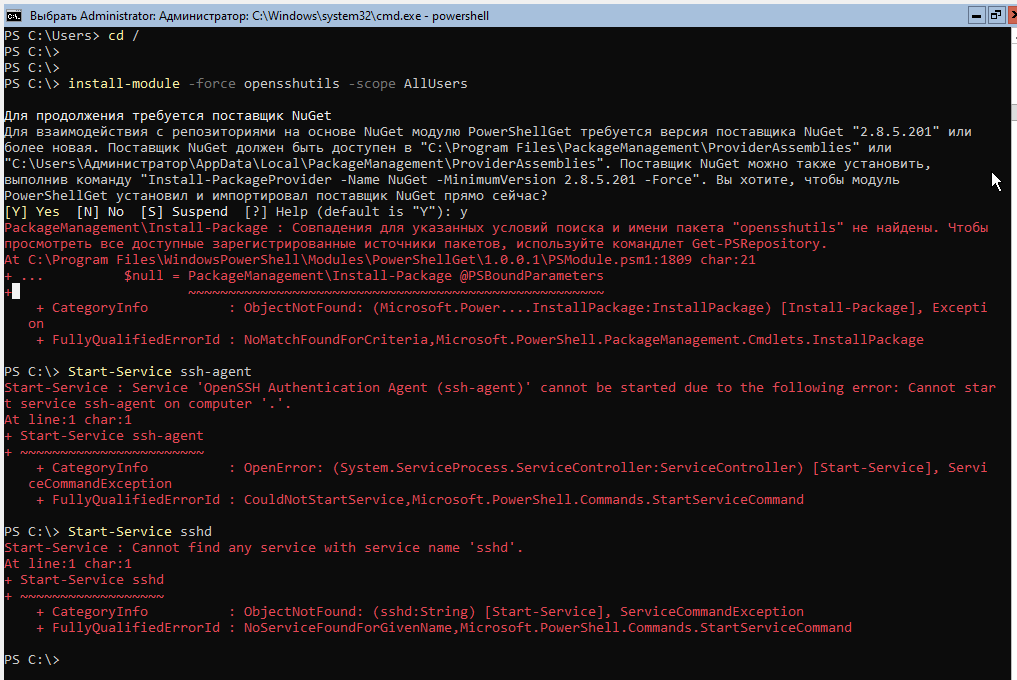 Выбрать Administrator: Администратор: C:\Windows\system32\cmd.exe - powershell
PS C:\Users> cd /
PS C:\>
PS C:\>
PS C:\> install-module -force opensshutils -scope AllUsers
Для продолжения требуется поставщик NuGet
Для взаимодействия с репозиториями на основе NuGet модулю PowerShellGet требуется версия поставщика NuGet "2.8.5.201" или
более новая. Поставщик NuGet должен быть доступен в "C:\Program Files\PackageManagement\ProviderAssemblies" или
"C:\Users\Администратор\AppData\Local\PackageManagement\ProviderAssemblies". Поставщик NuGet можно также установить,
выполнив команду "Install-PackageProvider -Name NuGet -MinimumVersion 2.8.5.201 -Force". Вы хотите, чтобы модуль
PowerShellGet установил и импортировал поставщик NuGet прямо сейчас?
[Y] Yes  [N] No  [S] Suspend  [?] Help (default is "Y"): y
PackageManagement\Install-Package : Совпадения для указанных условий поиска и имени пакета "opensshutils" не найдены. Чтобы
просмотреть все доступные зарегистрированные источники пакетов, используйте командлет Get-PSRepository.
At C:\Program Files\WindowsPowerShell\Modules\PowerShellGet\1.0.0.1\PSModule.psm1:1809 char:21
+ ...          $null = PackageManagement\Install-Package @PSBoundParameters
+                      ~~~~~~~~~~~~~~~~~~~~~~~~~~~~~~~~~~~~~~~~~~~~~~~~~~~~
    + CategoryInfo          : ObjectNotFound: (Microsoft.Power....InstallPackage:InstallPackage) [Install-Package], Excepti
   on
    + FullyQualifiedErrorId : NoMatchFoundForCriteria,Microsoft.PowerShell.PackageManagement.Cmdlets.InstallPackage
PS C:\> Start-Service ssh-agent
Start-Service : Service 'OpenSSH Authentication Agent (ssh-agent)' cannot be started due to the following error: Cannot star
t service ssh-agent on computer '.'.
At line:1 char:1
+ Start-Service ssh-agent
+ ~~~~~~~~~~~~~~~~~~~~~~~
    + CategoryInfo          : OpenError: (System.ServiceProcess.ServiceController:ServiceController) [Start-Service], Servi
   ceCommandException
    + FullyQualifiedErrorId : CouldNotStartService,Microsoft.PowerShell.Commands.StartServiceCommand
PS C:\> Start-Service sshd
Start-Service : Cannot find any service with service name 'sshd'.
At line:1 char:1
+ Start-Service sshd
+ ~~~~~~~~~~~~~~~~~~
    + CategoryInfo          : ObjectNotFound: (sshd:String) [Start-Service], ServiceCommandException
    + FullyQualifiedErrorId : NoServiceFoundForGivenName,Microsoft.PowerShell.Commands.StartServiceCommand
PS C:\>